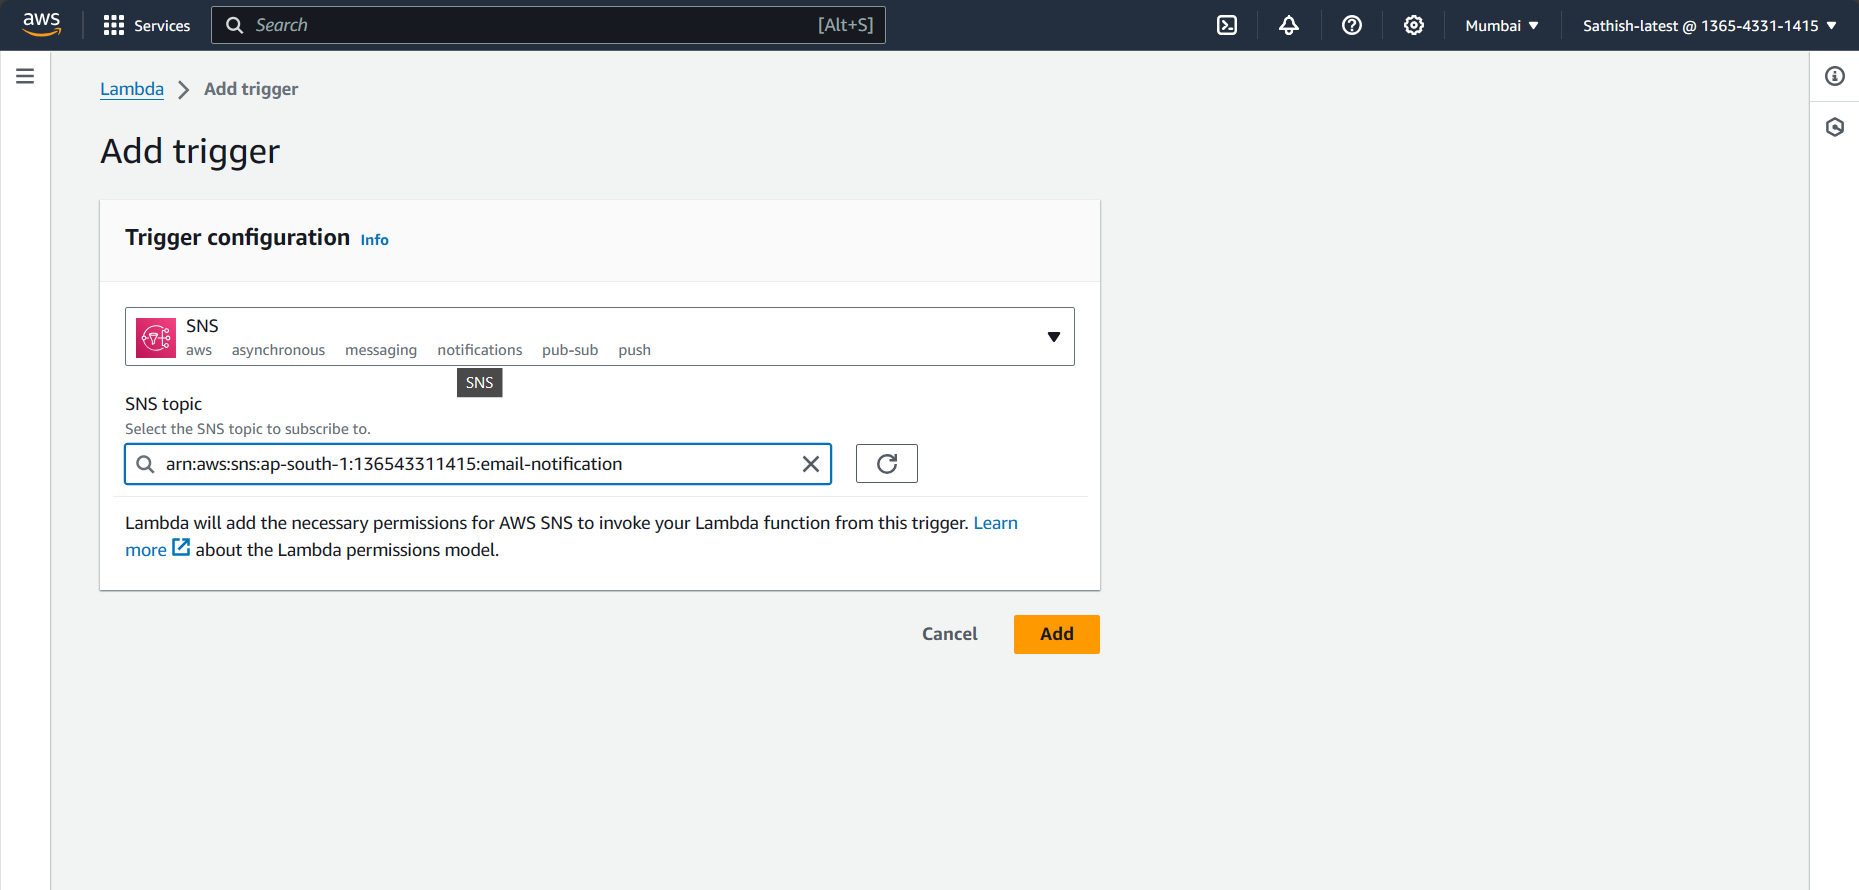 aws
Services
Search [Alt+S]
Mumbai
Sathish-latest @ 1365-4331-1415
Lambda Add trigger
Add trigger
Trigger configuration Info
SNS
aws asynchronous messaging notifications pub-sub push
SNS
SNS topic
Select the SNS topic to subscribe to.
arn:aws:sns:ap-south-1:136543311415:email-notification
Lambda will add the necessary permissions for AWS SNS to invoke your Lambda function from this trigger. Learn
more about the Lambda permissions model.
Cancel Add